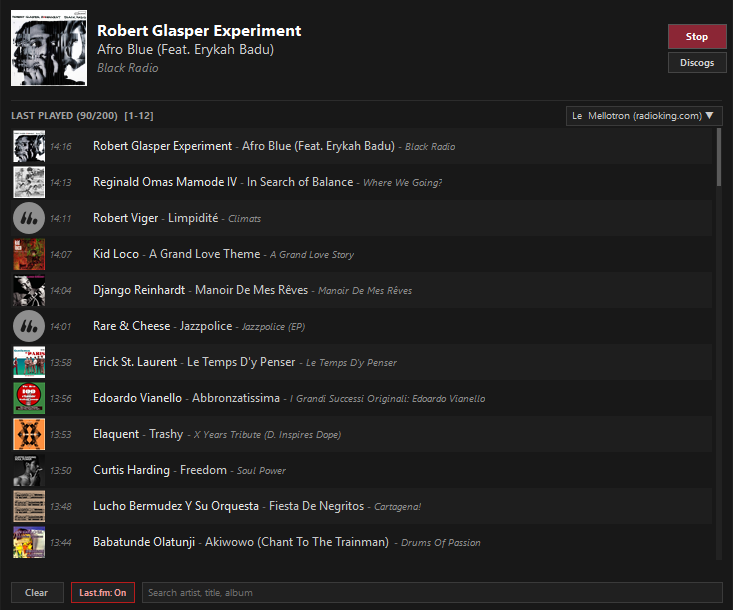 Robert Glasper Experiment
Afro Blue (Feat. Erykah Badu)
Black Radio
Stop
Discogs
LAST PLAYED (90/200) [1-12]
Le Mellotron (radioking.com) ▼
14:16 Robert Glasper Experiment - Afro Blue (Feat. Erykah Badu) - Black Radio
14:13 Reginald Omas Mamode IV - In Search of Balance - Where We Going?
14:11 Robert Viger - Limpidité - Climats
14:07 Kid Loco - A Grand Love Theme - A Grand Love Story
14:04 Django Reinhardt - Manoir De Mes Rêves - Manoir De Mes Rêves
14:01 Rare & Cheese - Jazzpolice - Jazzpolice (EP)
13:58 Erick St. Laurent - Le Temps D'y Penser - Le Temps D'y Penser
13:56 Edoardo Vianello - Abbronzatissima - I Grandi Successi Originali: Edoardo Vianello
13:53 Elaquent - Trashy - X Years Tribute (D. Inspires Dope)
13:50 Curtis Harding - Freedom - Soul Power
13:48 Lucho Bermudez Y Su Orquesta - Fiesta De Negritos - Cartagena!
13:44 Babatunde Olatunji - Akiwowo (Chant To The Trainman) - Drums Of Passion
Clear
Last.fm: On
Search artist, title, album